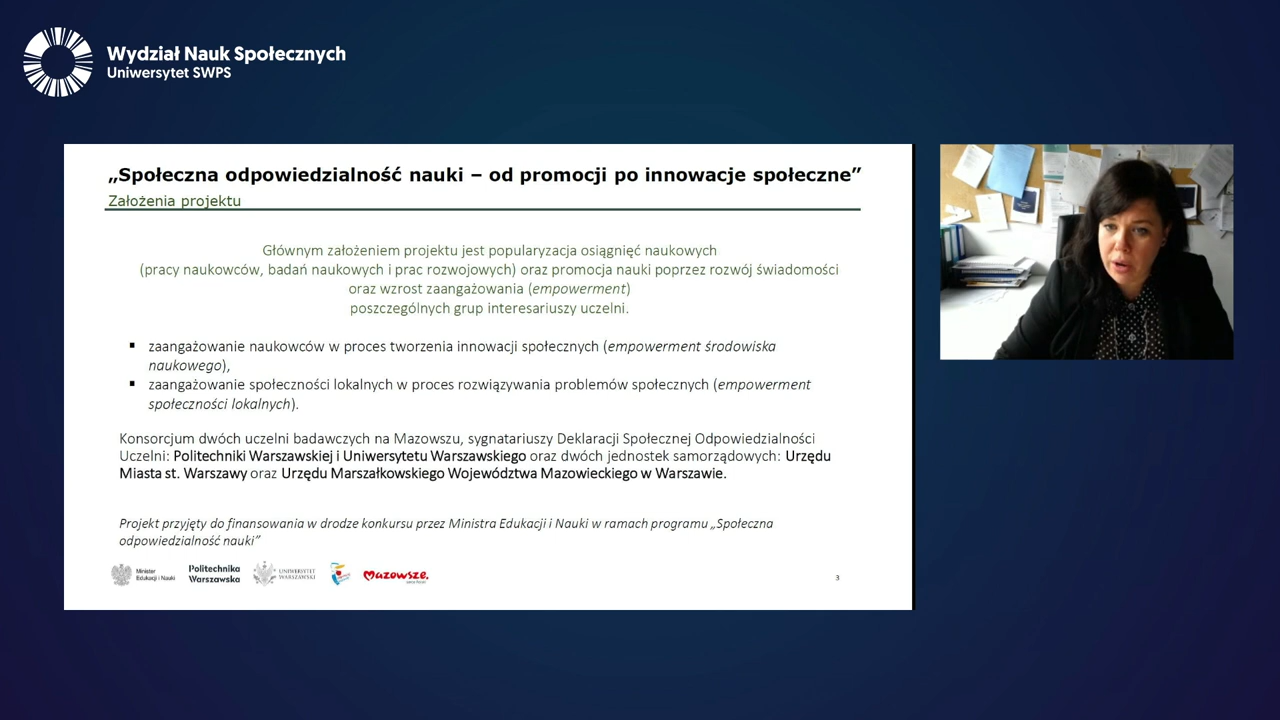 Wydział Nauk Społecznych
Uniwersytet SWPS
„Społeczna odpowiedzialność nauki – od promocji po innowacje społeczne”
Założenia projektu
Głównym założeniem projektu jest popularyzacja osiągnięć naukowych
(pracy naukowców, badań naukowych i prac rozwojowych) oraz promocja nauki poprzez rozwój świadomości
oraz wzrost zaangażowania (empowerment)
poszczególnych grup interesariuszy uczelni.
▪ zaangażowanie naukowców w proces tworzenia innowacji społecznych (empowerment środowiska
naukowego),
▪ zaangażowanie społeczności lokalnych w proces rozwiązywania problemów społecznych (empowerment
społeczności lokalnych).
Konsorcjum dwóch uczelni badawczych na Mazowszu, sygnatariuszy Deklaracji Społecznej Odpowiedzialności
Uczelni: Politechniki Warszawskiej i Uniwersytetu Warszawskiego oraz dwóch jednostek samorządowych: Urzędu
Miasta st. Warszawy oraz Urzędu Marszałkowskiego Województwa Mazowieckiego w Warszawie.
Projekt przyjęty do finansowania w drodze konkursu przez Ministra Edukacji i Nauki w ramach programu „Społeczna
odpowiedzialność nauki”
Minister
Edukacji i Nauki
Politechnika
Warszawska
UNIWERSYTET
WARSZAWSKI
Mazowsze.
3